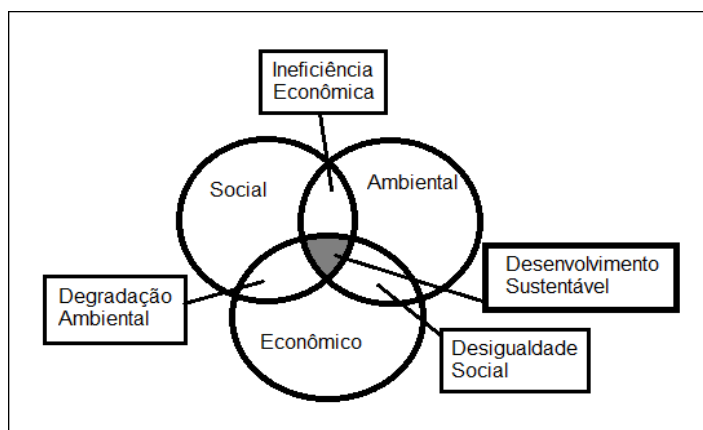 Ineficiência
Econômica
Social
Ambiental
Desenvolvimento
Sustentável
Degradação
Ambiental
Econômico
Desigualdade
Social